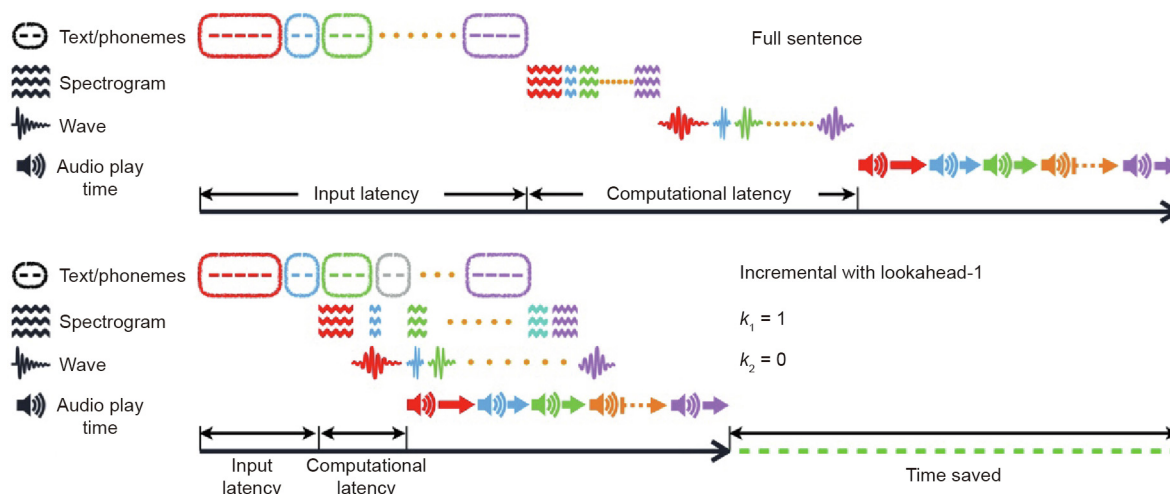 Text/phonemes
Full sentence
Spectrogram
Wave
Audio play
time
Input latency
Computational latency
Text/phonemes
Incremental with lookahead-1
Spectrogram
k₁ = 1
Wave
k₂ = 0
Audio play
time
Input
latency
Computational
latency
Time saved